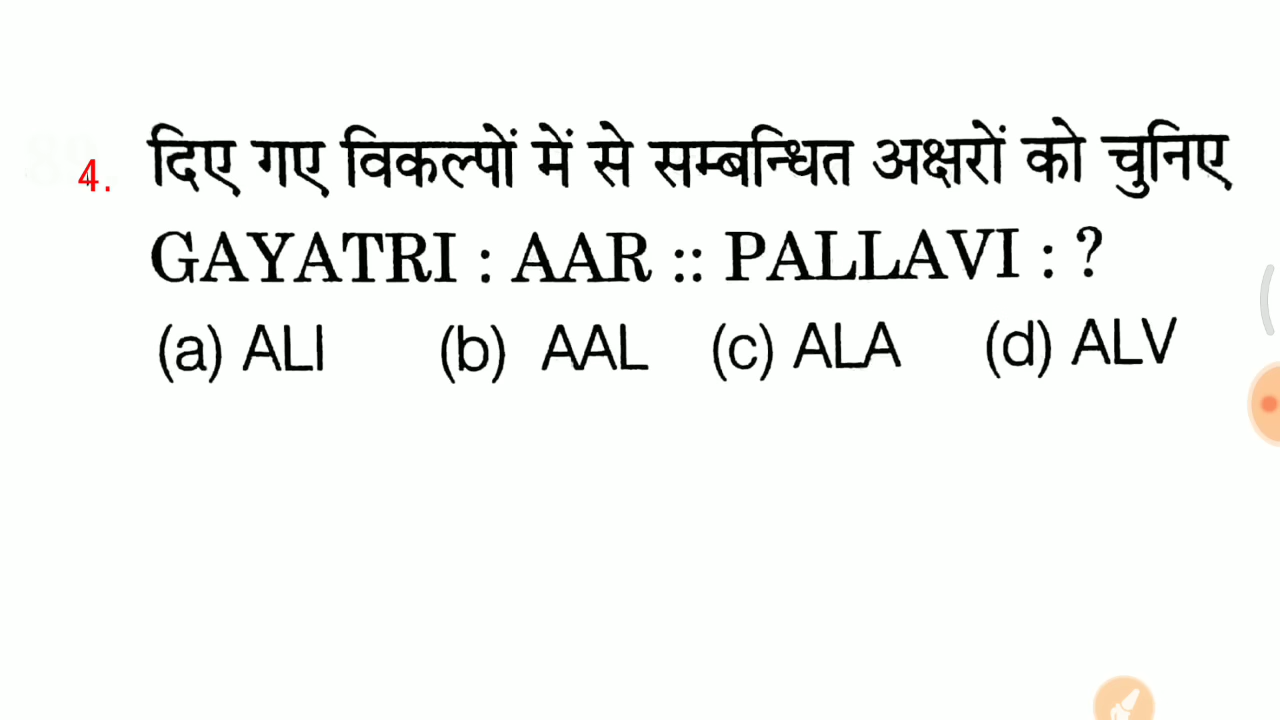 4. दिए गए विकल्पों में से सम्बन्धित अक्षरों को चुनिए
GAYATRI : AAR :: PALLAVI : ?
(a) ALI (b) AAL (c) ALA (d) ALV